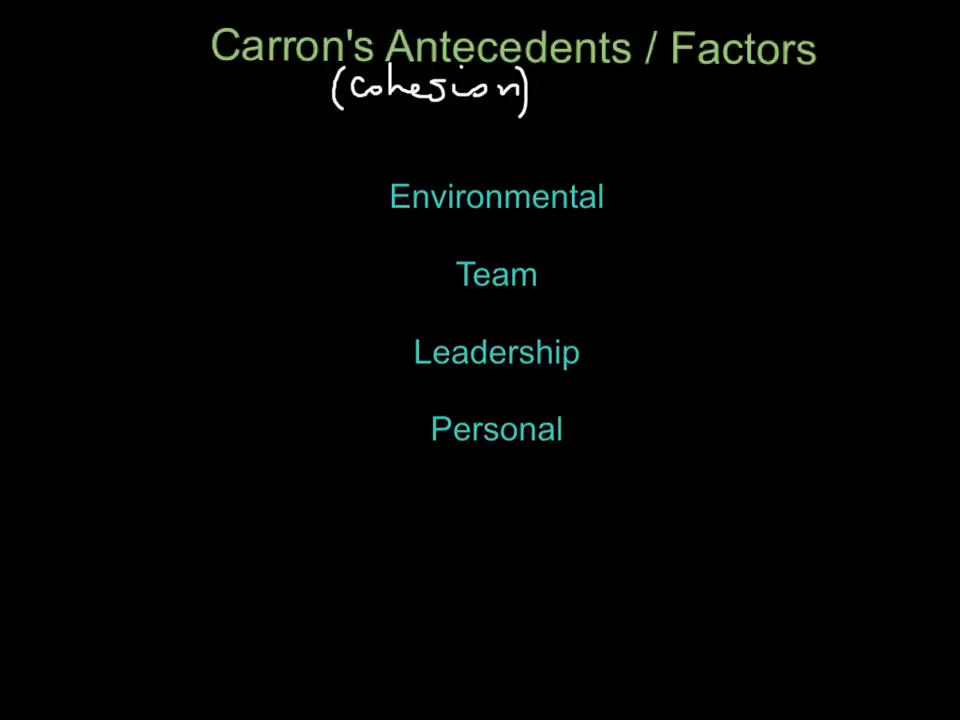 Carron's Antecedents / Factors
(cohesion)
Environmental
Team
Leadership
Personal